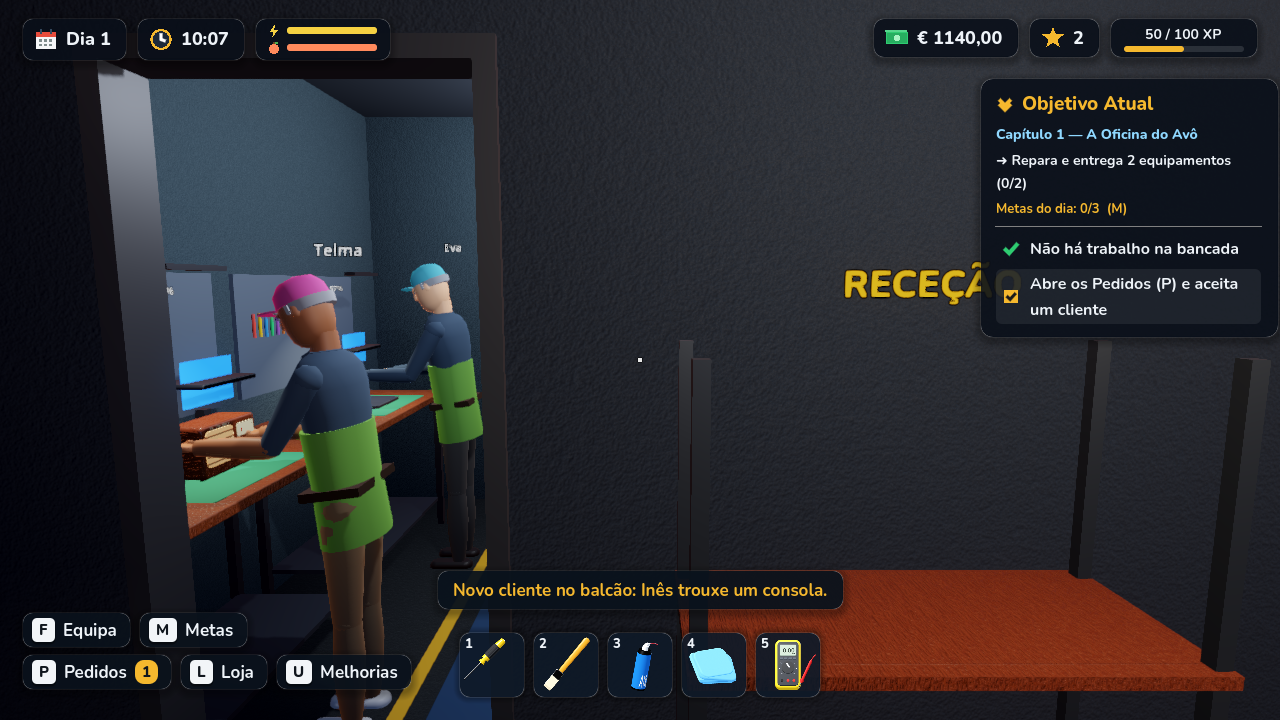 Dia 1
10:07
€ 1140,00
2
50 / 100 XP
Objetivo Atual
Capítulo 1 — A Oficina do Avô
➜ Repara e entrega 2 equipamentos
(0/2)
Metas do dia: 0/3 (M)
Não há trabalho na bancada
Abre os Pedidos (P) e aceita
um cliente
Telma
Eva
RECEÇÃO
Novo cliente no balcão: Inês trouxe um consola.
F Equipa
M Metas
P Pedidos 1
L Loja
U Melhorias
1
2
3
4
5